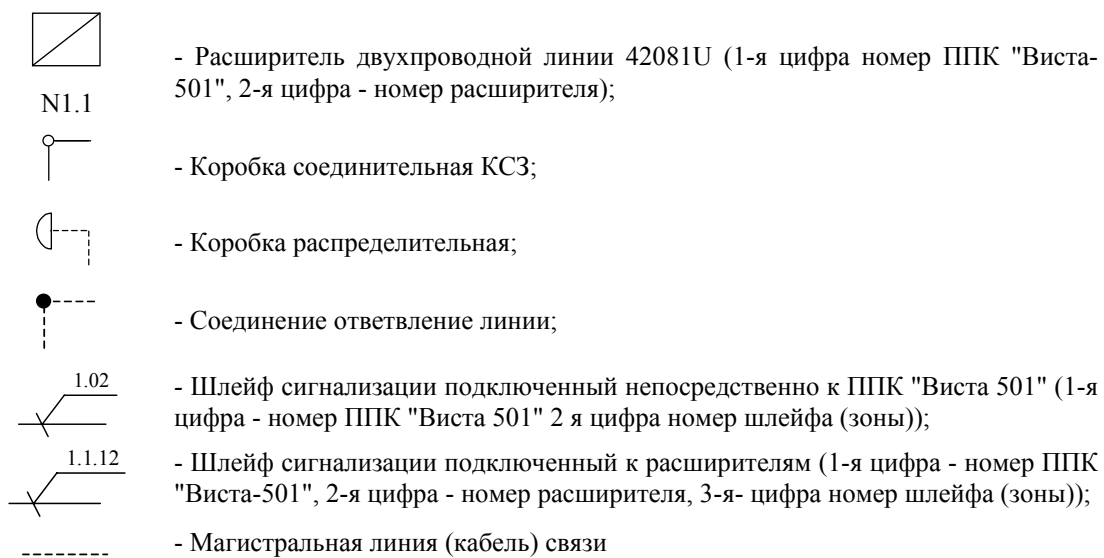 - Расширитель двухпроводной линии 42081U (1-я цифра номер ППК "Виста-
501", 2-я цифра - номер расширителя);
N1.1
- Коробка соединительная КСЗ;
- Коробка распределительная;
- Соединение ответвление линии;
1.02
- Шлейф сигнализации подключенный непосредственно к ППК "Виста 501" (1-я
цифра - номер ППК "Виста 501" 2 я цифра номер шлейфа (зоны));
1.1.12
- Шлейф сигнализации подключенный к расширителям (1-я цифра - номер ППК
"Виста-501", 2-я цифра - номер расширителя, 3-я- цифра номер шлейфа (зоны));
- Магистральная линия (кабель) связи